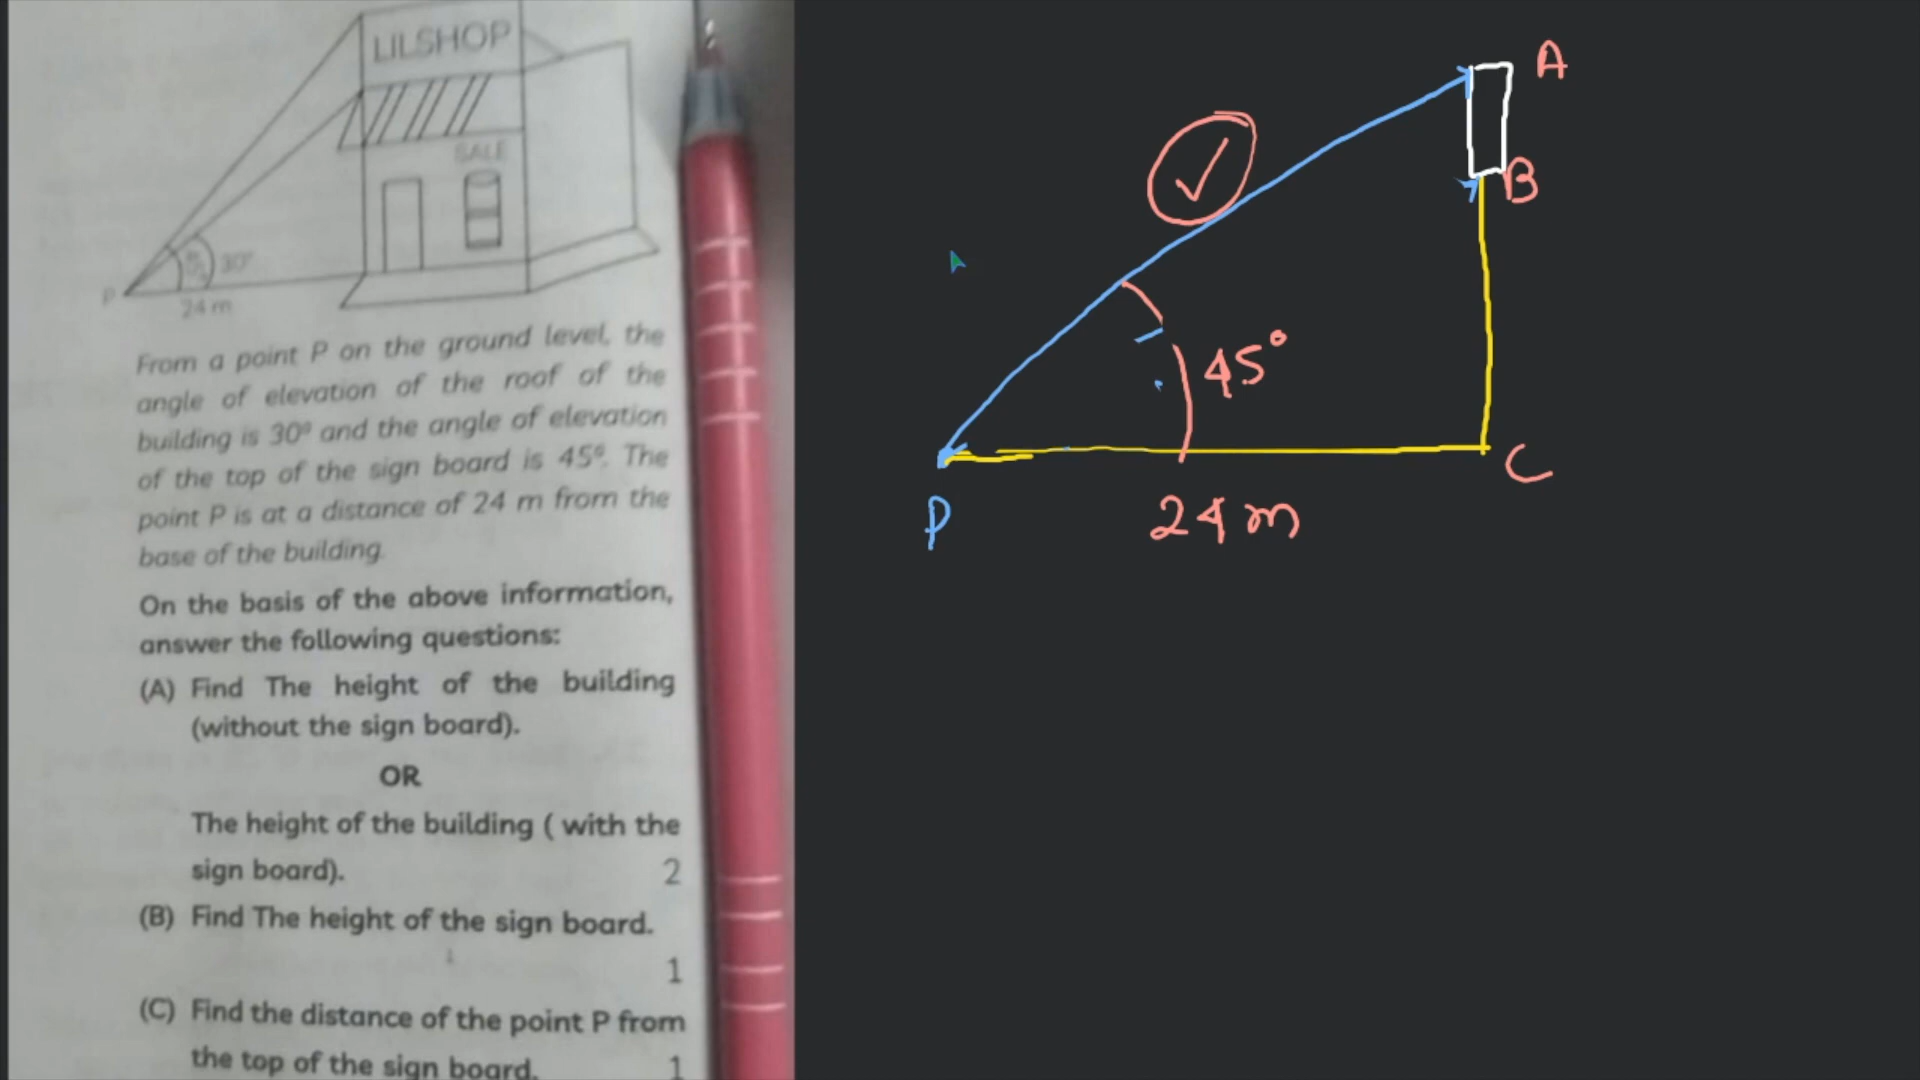 LILSHOP
SALE
30°
P
24 m
From a point P on the ground level, the
angle of elevation of the roof of the
building is 30° and the angle of elevation
of the top of the sign board is 45°. The
point P is at a distance of 24 m from the
base of the building.
On the basis of the above information,
answer the following questions:
(A) Find The height of the building
(without the sign board).
OR
The height of the building ( with the
sign board). 2
(B) Find The height of the sign board.
1
(C) Find the distance of the point P from
the top of the sign board. 1
A
B
45°
C
P
24 m